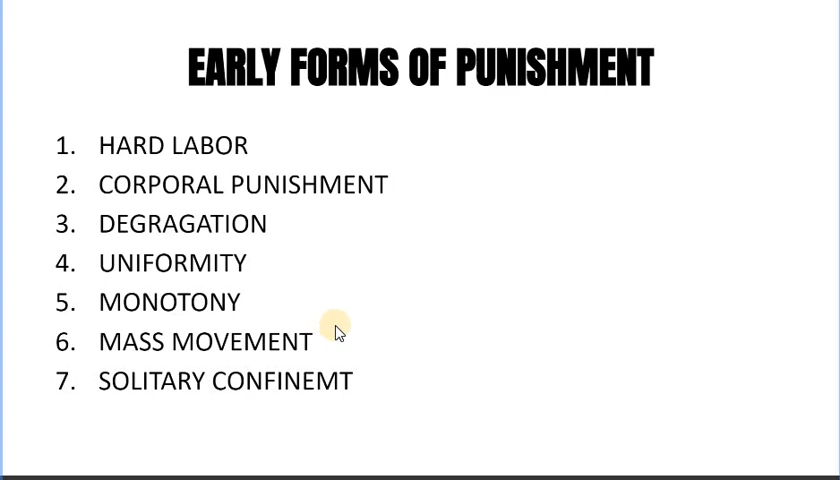 EARLY FORMS OF PUNISHMENT
1. HARD LABOR
2. CORPORAL PUNISHMENT
3. DEGRAGATION
4. UNIFORMITY
5. MONOTONY
6. MASS MOVEMENT
7. SOLITARY CONFINEMT